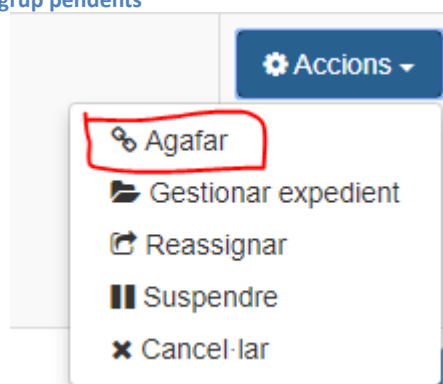 grup pendents
Accions
Agafar
Gestionar expedient
Reassignar
Suspendre
Cancel·lar